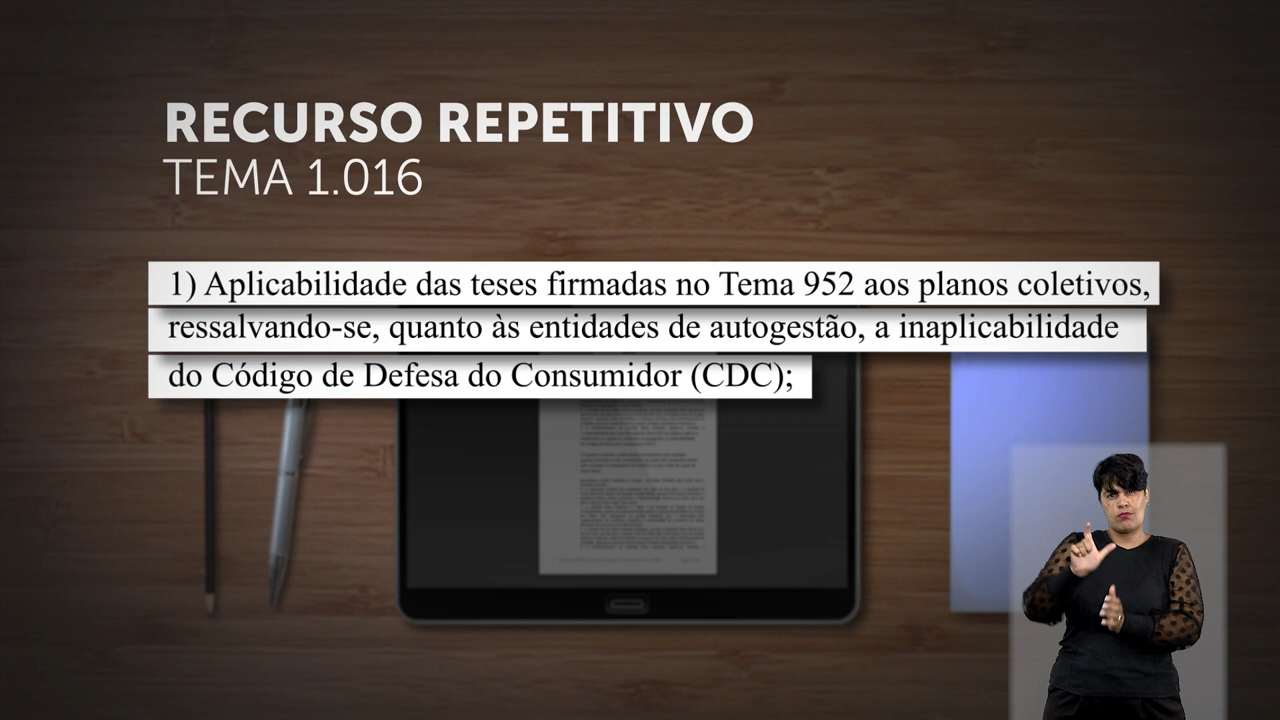 RECURSO REPETITIVO
TEMA 1.016
1) Aplicabilidade das teses firmadas no Tema 952 aos planos coletivos,
ressalvando-se, quanto às entidades de autogestão, a inaplicabilidade
do Código de Defesa do Consumidor (CDC);